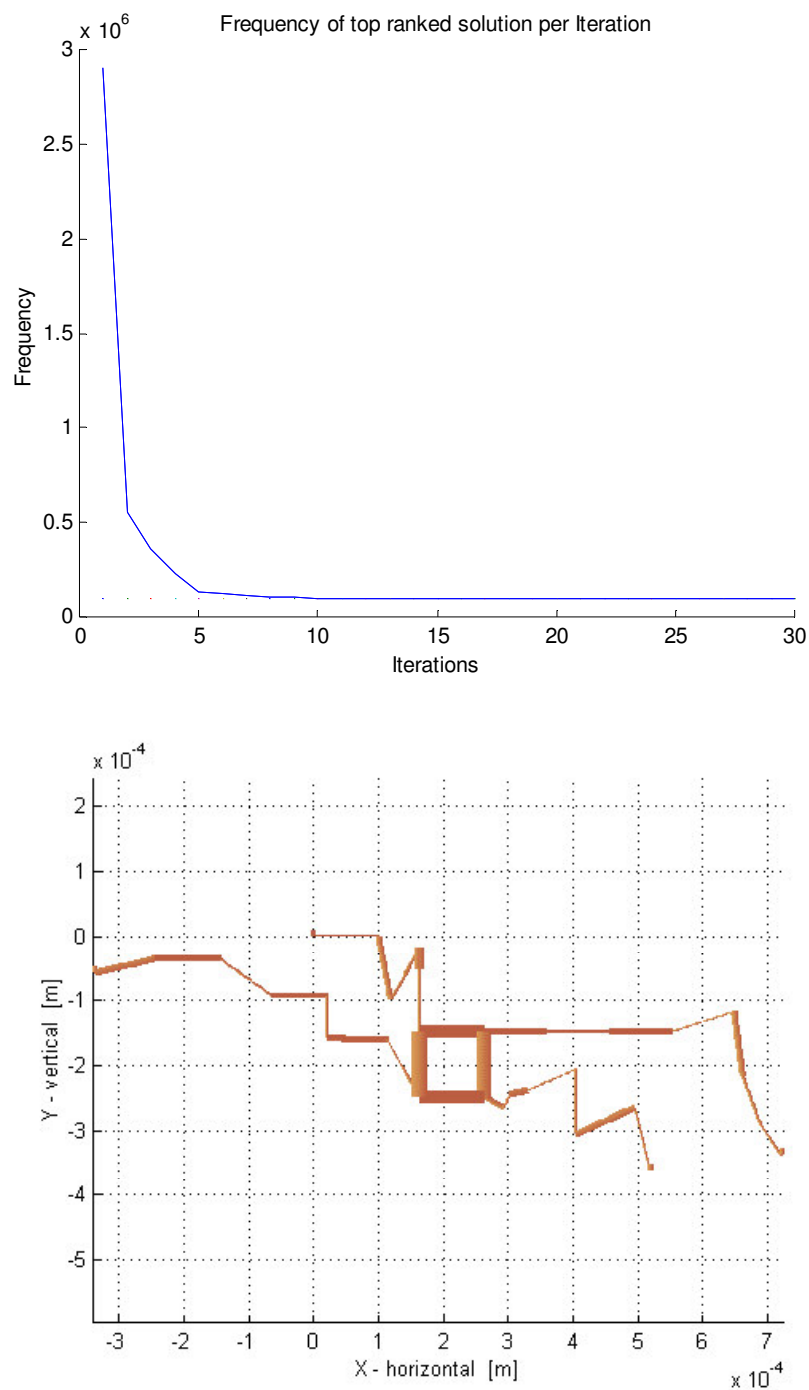 Frequency of top ranked solution per Iteration
x 10^6
3
2.5
2
1.5
1
0.5
0
Frequency
0 5 10 15 20 25 30
Iterations
x 10^-4
2
1
0
-1
-2
-3
-4
-5
Y - vertical [m]
-3 -2 -1 0 1 2 3 4 5 6 7
X - horizontal [m]
x 10^-4